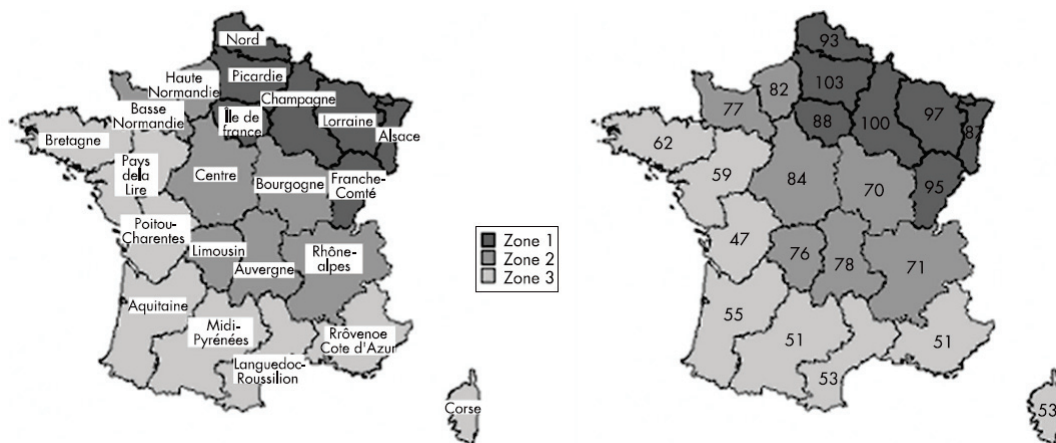 Nord
Picardie
Haute
Normandie
Champagne
Basse
Normandie
Île de
france
Lorraine
Alsace
Bretagne
Pays
de la
Lire
Centre
Bourgogne
Franche-
Comté
Poitou-
Charentes
Limousin
Auvergne
Rhône-
alpes
Aquitaine
Midi-
Pyrénées
Rrôvenoe
Cote d'Azur
Languedoc-
Roussilion
Corse
Zone 1
Zone 2
Zone 3
93
103
82
77
88
100
97
62
59
84
70
95
47
76
78
71
55
51
51
53
53